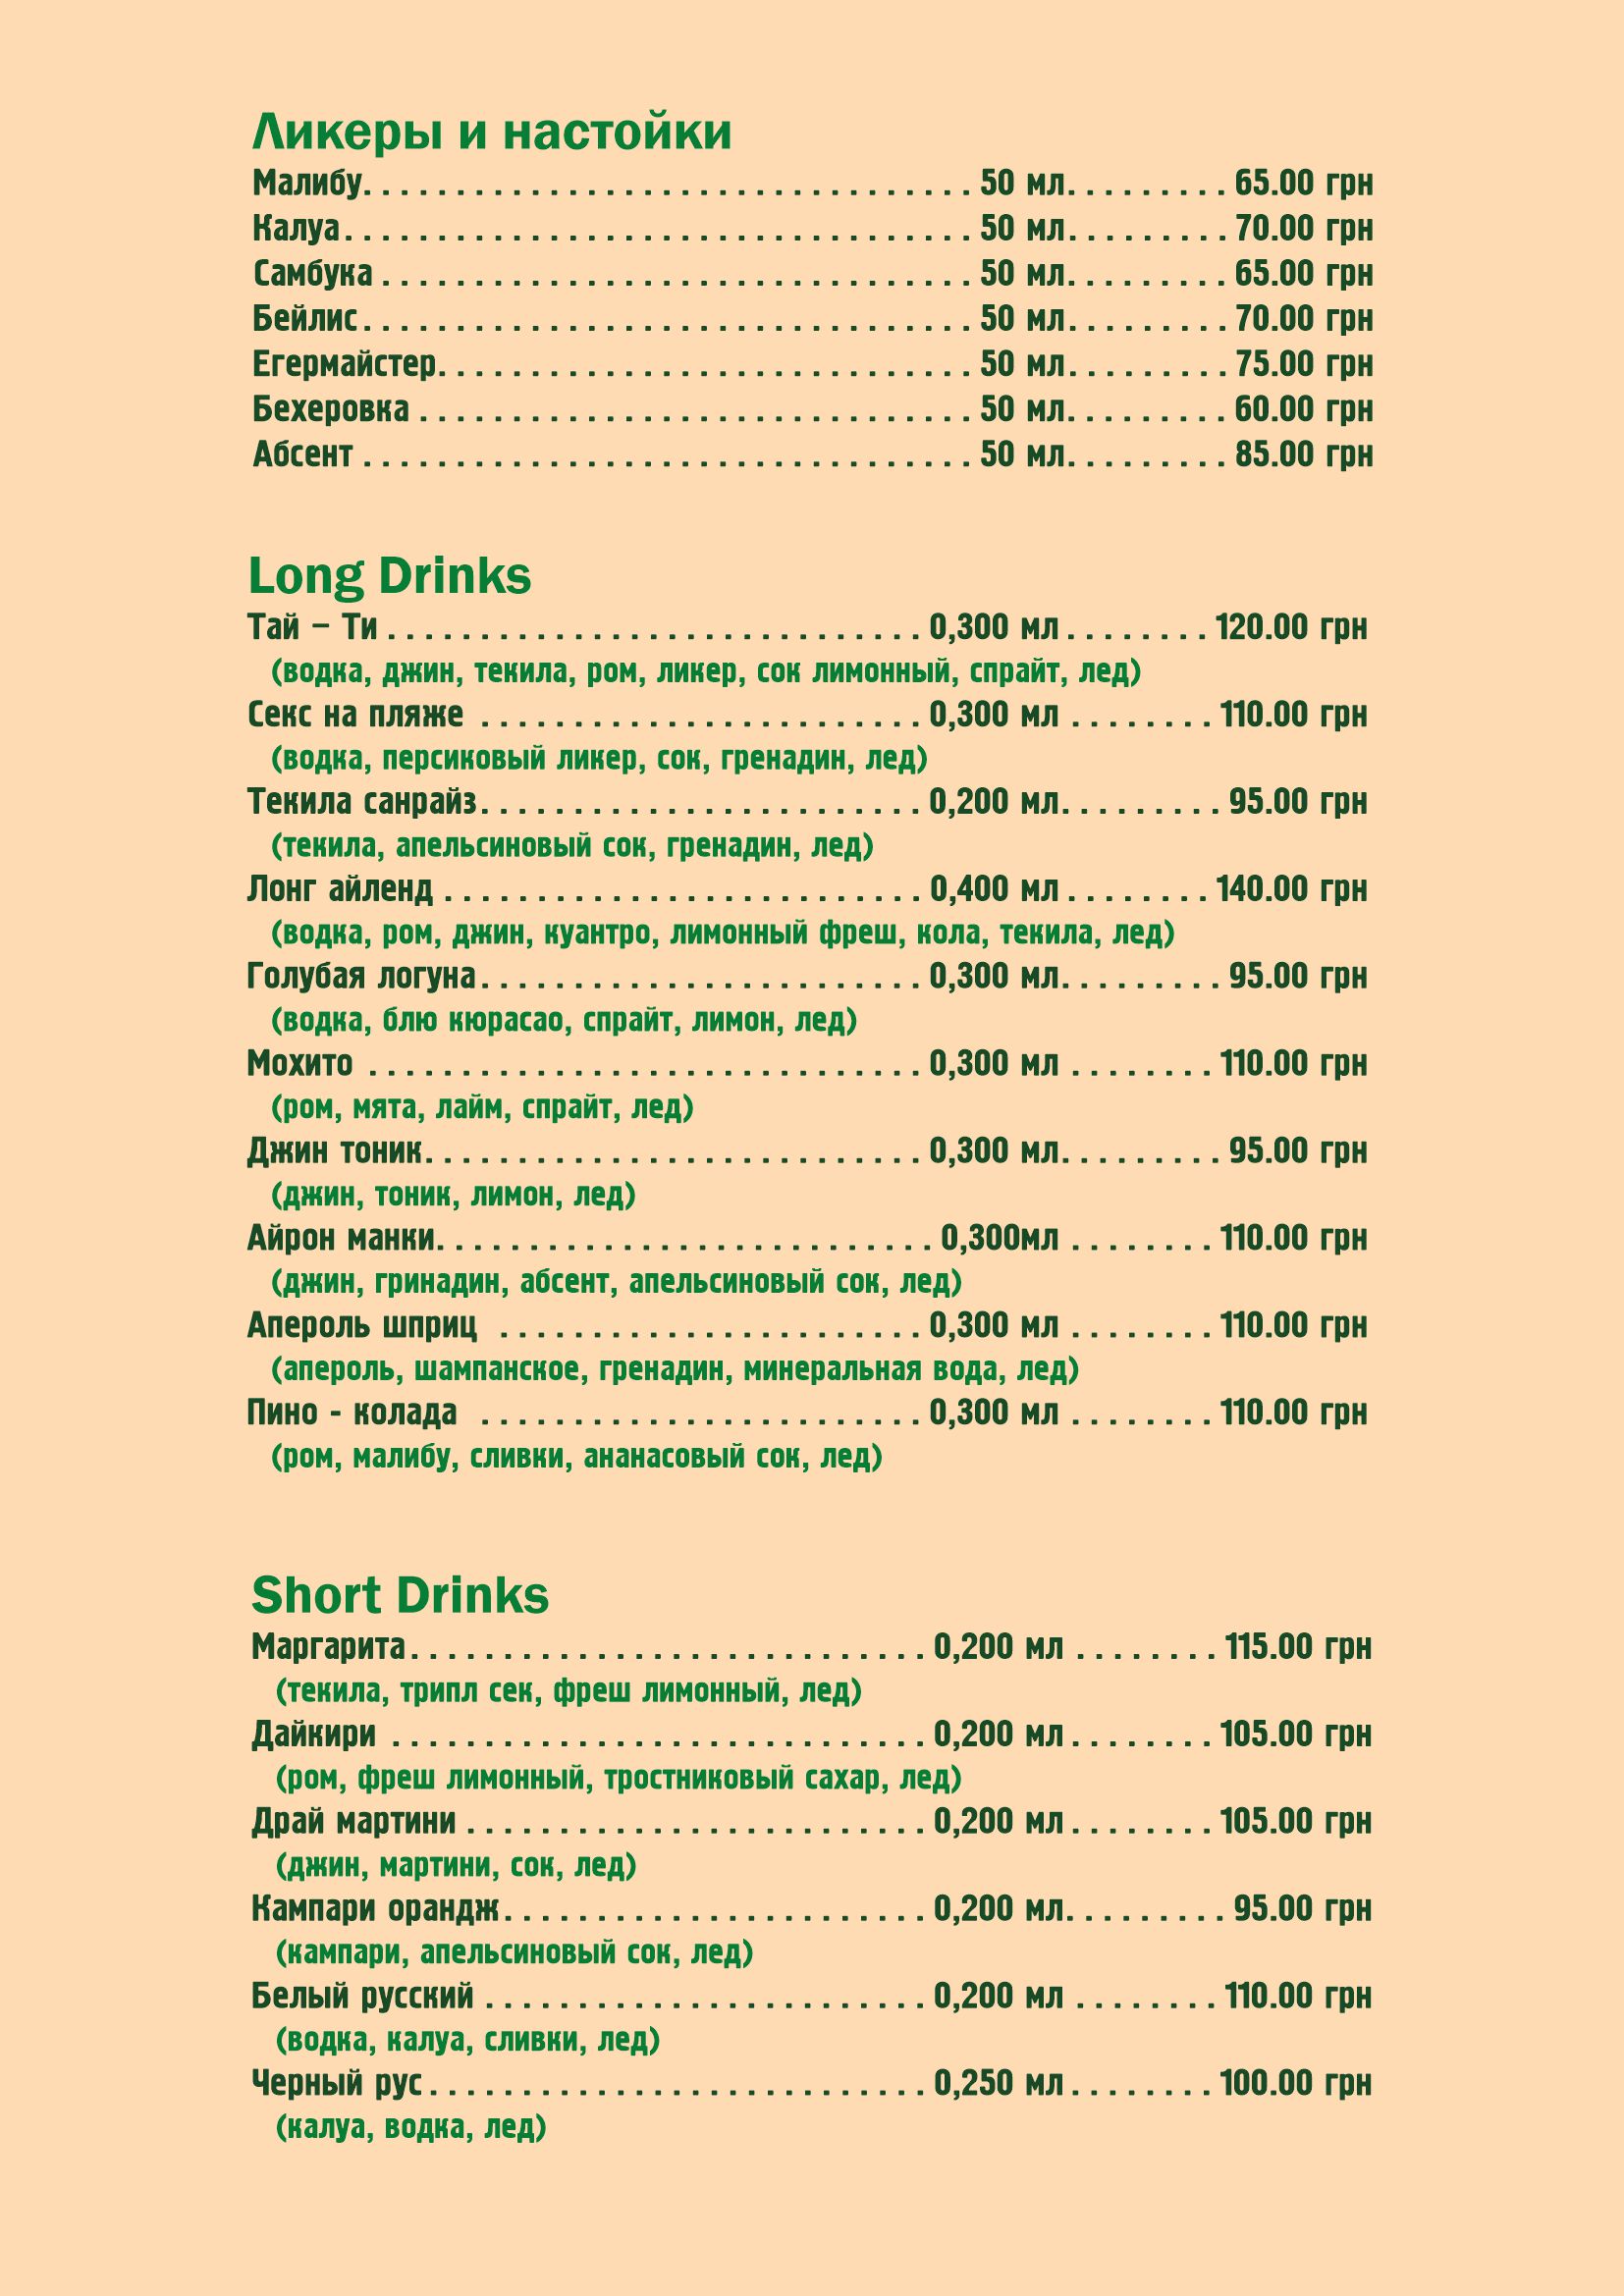 Ликеры и настойки
Малибу. . . . . . . . . . . . . . . . . . . . . . . . . . . . . . . . . 50 мл. . . . . . . . . 65.00 грн
Калуа. . . . . . . . . . . . . . . . . . . . . . . . . . . . . . . . . . 50 мл. . . . . . . . . 70.00 грн
Самбука . . . . . . . . . . . . . . . . . . . . . . . . . . . . . . . . 50 мл. . . . . . . . . 65.00 грн
Бейлис. . . . . . . . . . . . . . . . . . . . . . . . . . . . . . . . . 50 мл. . . . . . . . . 70.00 грн
Егермайстер. . . . . . . . . . . . . . . . . . . . . . . . . . . . . 50 мл. . . . . . . . . 75.00 грн
Бехеровка . . . . . . . . . . . . . . . . . . . . . . . . . . . . . . 50 мл. . . . . . . . . 60.00 грн
Абсент . . . . . . . . . . . . . . . . . . . . . . . . . . . . . . . . . 50 мл. . . . . . . . . 85.00 грн
Long Drinks
Тай – Ти . . . . . . . . . . . . . . . . . . . . . . . . . . . . . 0,300 мл . . . . . . . . 120.00 грн
(водка, джин, текила, ром, ликер, сок лимонный, спрайт, лед)
Секс на пляже . . . . . . . . . . . . . . . . . . . . . . . . 0,300 мл . . . . . . . . 110.00 грн
(водка, персиковый ликер, сок, гренадин, лед)
Текила санрайз. . . . . . . . . . . . . . . . . . . . . . . . 0,200 мл. . . . . . . . . 95.00 грн
(текила, апельсиновый сок, гренадин, лед)
Лонг айленд . . . . . . . . . . . . . . . . . . . . . . . . . . 0,400 мл . . . . . . . . 140.00 грн
(водка, ром, джин, куантро, лимонный фреш, кола, текила, лед)
Голубая логуна. . . . . . . . . . . . . . . . . . . . . . . . 0,300 мл. . . . . . . . . 95.00 грн
(водка, блю кюрасао, спрайт, лимон, лед)
Мохито . . . . . . . . . . . . . . . . . . . . . . . . . . . . . . 0,300 мл . . . . . . . . 110.00 грн
(ром, мята, лайм, спрайт, лед)
Джин тоник. . . . . . . . . . . . . . . . . . . . . . . . . . . 0,300 мл. . . . . . . . . 95.00 грн
(джин, тоник, лимон, лед)
Айрон манки. . . . . . . . . . . . . . . . . . . . . . . . . . . 0,300мл . . . . . . . . 110.00 грн
(джин, гринадин, абсент, апельсиновый сок, лед)
Апероль шприц . . . . . . . . . . . . . . . . . . . . . . . 0,300 мл . . . . . . . . 110.00 грн
(апероль, шампанское, гренадин, минеральная вода, лед)
Пино - колада . . . . . . . . . . . . . . . . . . . . . . . . 0,300 мл . . . . . . . . 110.00 грн
(ром, малибу, сливки, ананасовый сок, лед)
Short Drinks
Маргарита. . . . . . . . . . . . . . . . . . . . . . . . . . . . 0,200 мл . . . . . . . . 115.00 грн
(текила, трипл сек, фреш лимонный, лед)
Дайкири . . . . . . . . . . . . . . . . . . . . . . . . . . . . . 0,200 мл . . . . . . . . 105.00 грн
(ром, фреш лимонный, тростниковый сахар, лед)
Драй мартини . . . . . . . . . . . . . . . . . . . . . . . . . 0,200 мл . . . . . . . . 105.00 грн
(джин, мартини, сок, лед)
Кампари орандж. . . . . . . . . . . . . . . . . . . . . . . 0,200 мл. . . . . . . . . 95.00 грн
(кампари, апельсиновый сок, лед)
Белый русский . . . . . . . . . . . . . . . . . . . . . . . . 0,200 мл . . . . . . . . 110.00 грн
(водка, калуа, сливки, лед)
Черный рус . . . . . . . . . . . . . . . . . . . . . . . . . . . 0,250 мл . . . . . . . . 100.00 грн
(калуа, водка, лед)